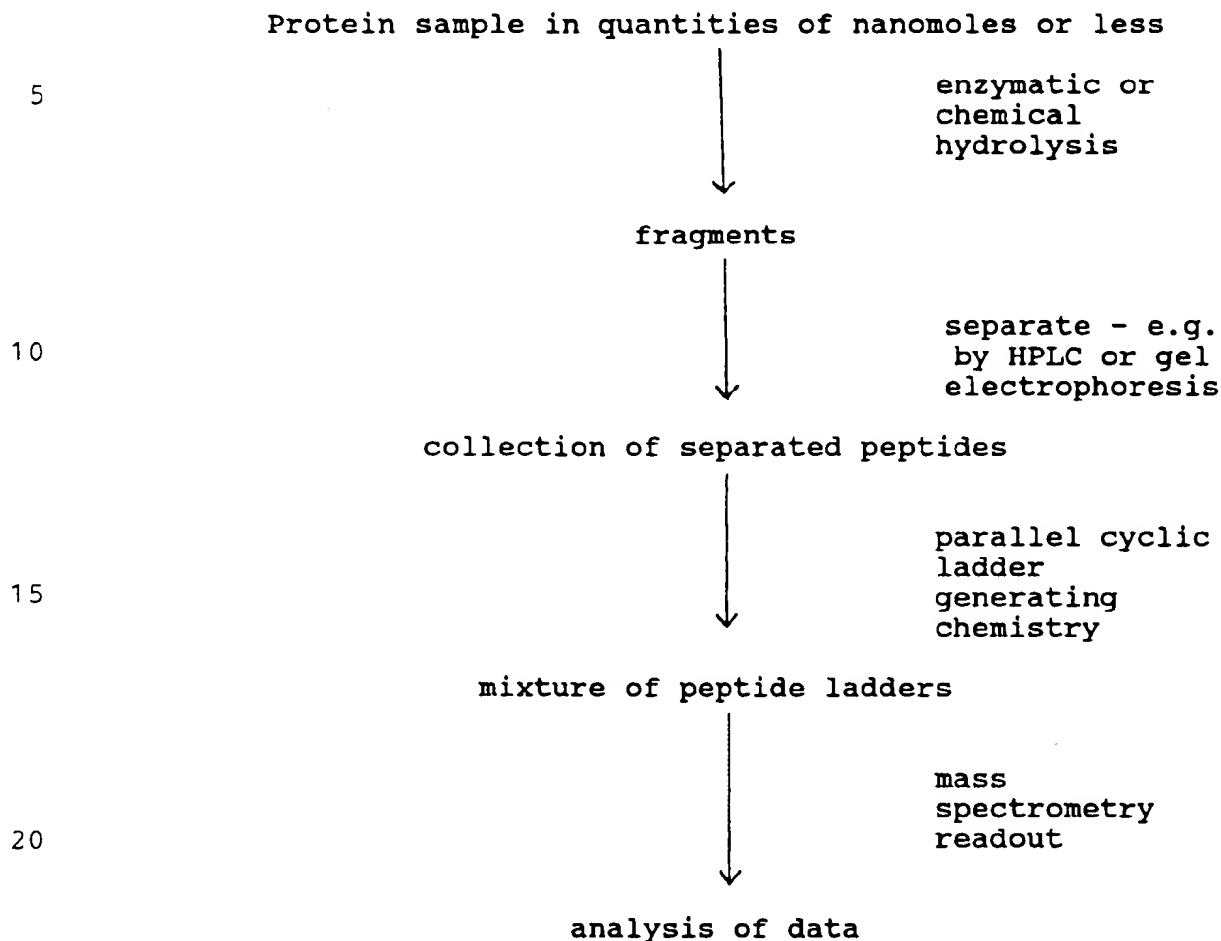 Protein sample in quantities of nanomoles or less
5
enzymatic or
chemical
hydrolysis
fragments
10
separate - e.g.
by HPLC or gel
electrophoresis
collection of separated peptides
15
parallel cyclic
ladder
generating
chemistry
mixture of peptide ladders
20
mass
spectrometry
readout
analysis of data